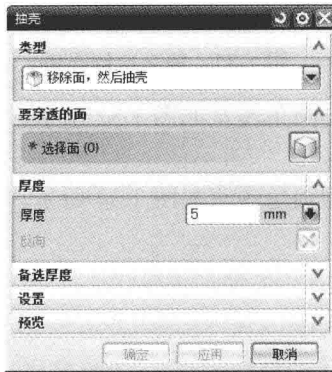 抽壳
类型
移除面，然后抽壳
要穿透的面
* 选择面 (0)
厚度
厚度 5 mm
反向
备选厚度
设置
预览
确定 应用 取消